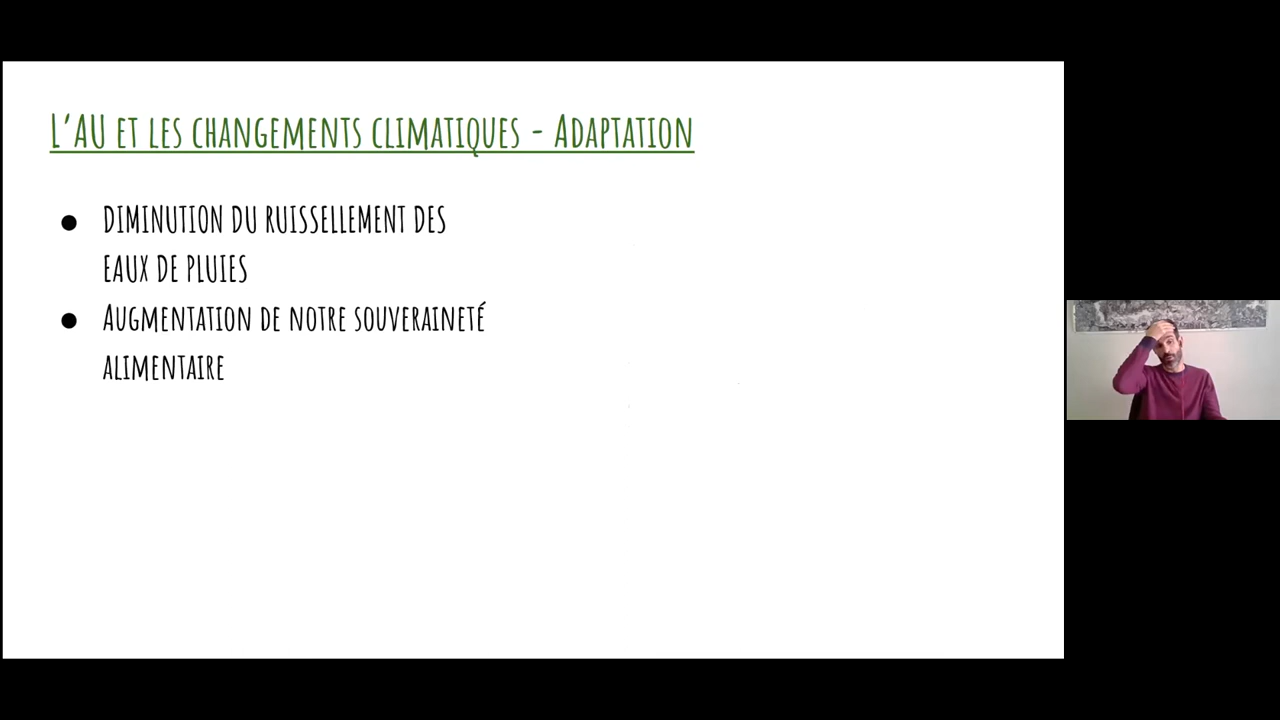 L'AU et les changements climatiques - Adaptation
● DIMINUTION DU RUISSELLEMENT DES
EAUX DE PLUIES
● Augmentation de notre souveraineté
alimentaire